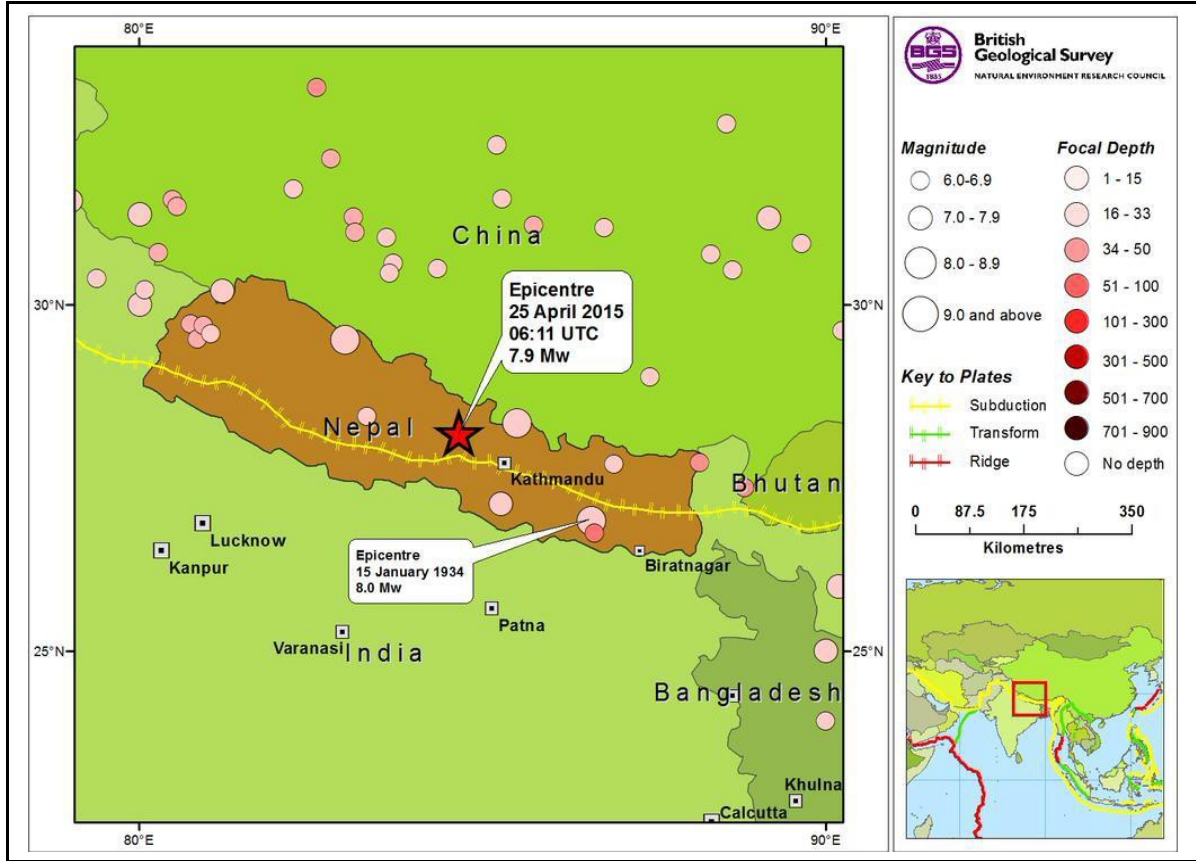 80°E
90°E
China
30°N
30°N
Epicentre
25 April 2015
06:11 UTC
7.9 Mw
Nepal
Kathmandu
Bhutan
Lucknow
Kanpur
Epicentre
15 January 1934
8.0 Mw
Biratnagar
Patna
Varanasi
India
25°N
25°N
Bangladesh
Khulna
Calcutta
80°E
90°E
BGS
1835
British
Geological Survey
NATURAL ENVIRONMENT RESEARCH COUNCIL
Magnitude
6.0-6.9
7.0 - 7.9
8.0 - 8.9
9.0 and above
Focal Depth
1 - 15
16 - 33
34 - 50
51 - 100
101 - 300
301 - 500
501 - 700
701 - 900
No depth
Key to Plates
Subduction
Transform
Ridge
0 87.5 175 350
Kilometres